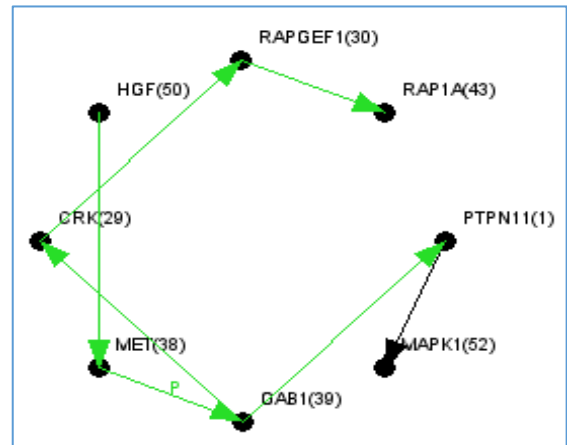 RAPGEF1(30)
HGF(50)
RAP1A(43)
CRK(29)
PTPN11(1)
MET(38)
MAPK1(52)
P
GAB1(39)